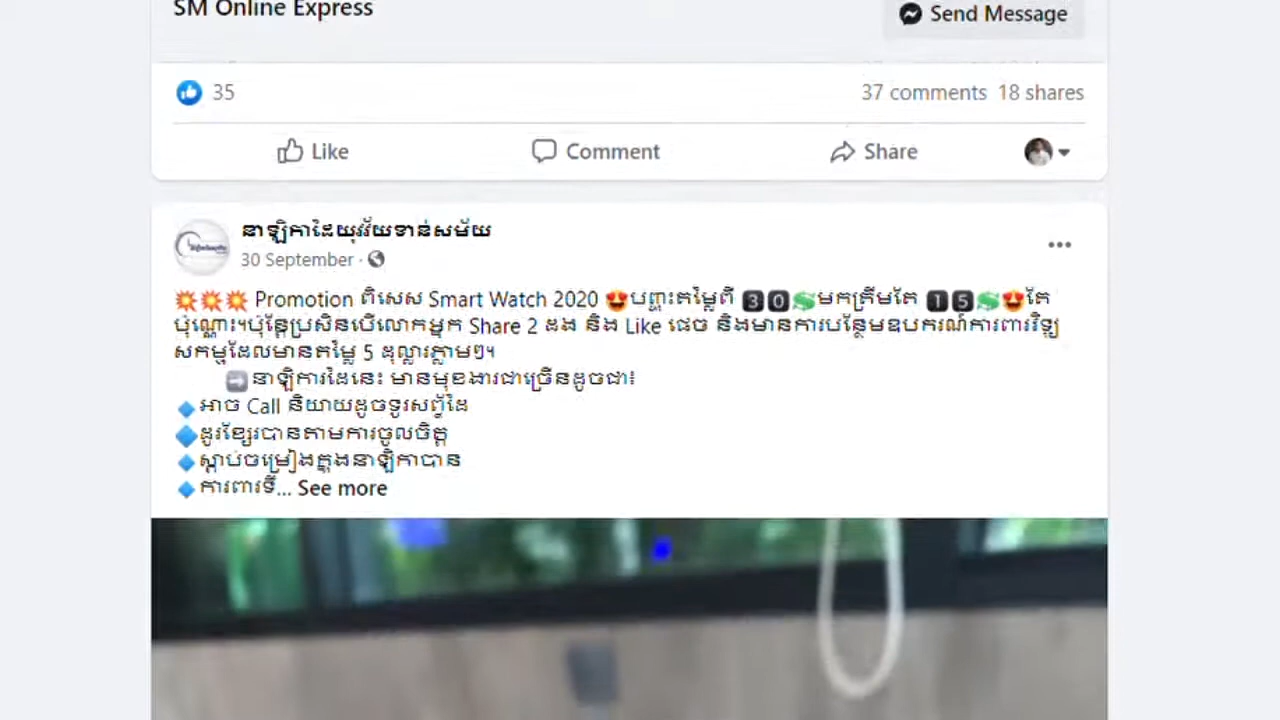 SM Online Express
Send Message
35
37 comments 18 shares
Like
Comment
Share
នាឡិកាដៃយុវវ័យទាន់សម័យ
30 September ·
💥💥💥 Promotion ពិសេស Smart Watch 2020 😍បញ្ចុះតម្លៃពី 3️⃣0️⃣💲មកត្រឹមតែ 1️⃣5️⃣💲😍តែ
ប៉ុណ្ណោះ។ប៉ុន្តែប្រសិនបើលោកអ្នក Share 2 ដង និង Like ផេច និងមានការបន្ថែមឧបករណ៍ការពារវិទ្យុ
សកម្មដែលមានតម្លៃ 5 ដុល្លារភ្លាមៗ។
➡️នាឡិការដៃនេះ មានមុខងារជាច្រើនដូចជា៖
🔷អាច Call និយាយដូចទូរសព្ទ័ដៃ
🔷ដូរខ្សែរបានតាមការចូលចិត្ត
🔷ស្តាប់ចម្រៀងក្នុងនាឡិកាបាន
🔷ការពារទឹ... See more